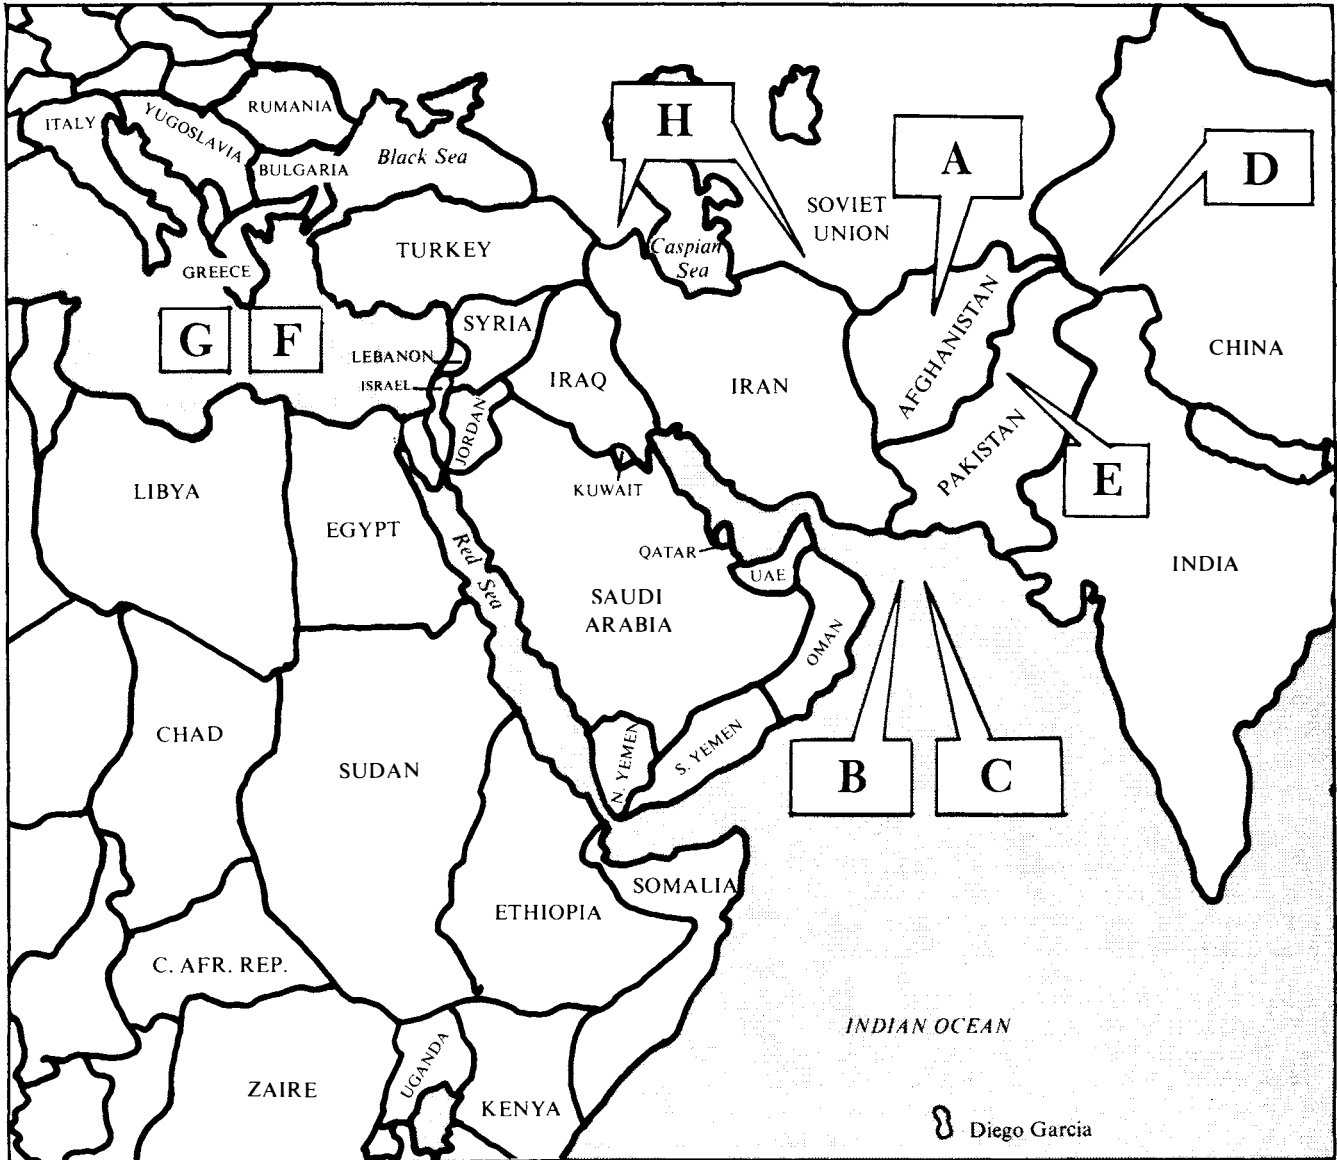 RUMANIA
ITALY
YUGOSLAVIA
H
BULGARIA
Black Sea
A
D
SOVIET
UNION
TURKEY
Caspian
Sea
GREECE
G
F
SYRIA
AFGHANISTAN
LEBANON
ISRAEL
IRAQ
IRAN
CHINA
JORDAN
PAKISTAN
E
LIBYA
KUWAIT
EGYPT
Red Sea
QATAR
UAE
INDIA
SAUDI
ARABIA
OMAN
CHAD
SUDAN
N. YEMEN
S. YEMEN
B
C
SOMALIA
ETHIOPIA
C. AFR. REP.
INDIAN OCEAN
UGANDA
ZAIRE
KENYA
Diego Garcia